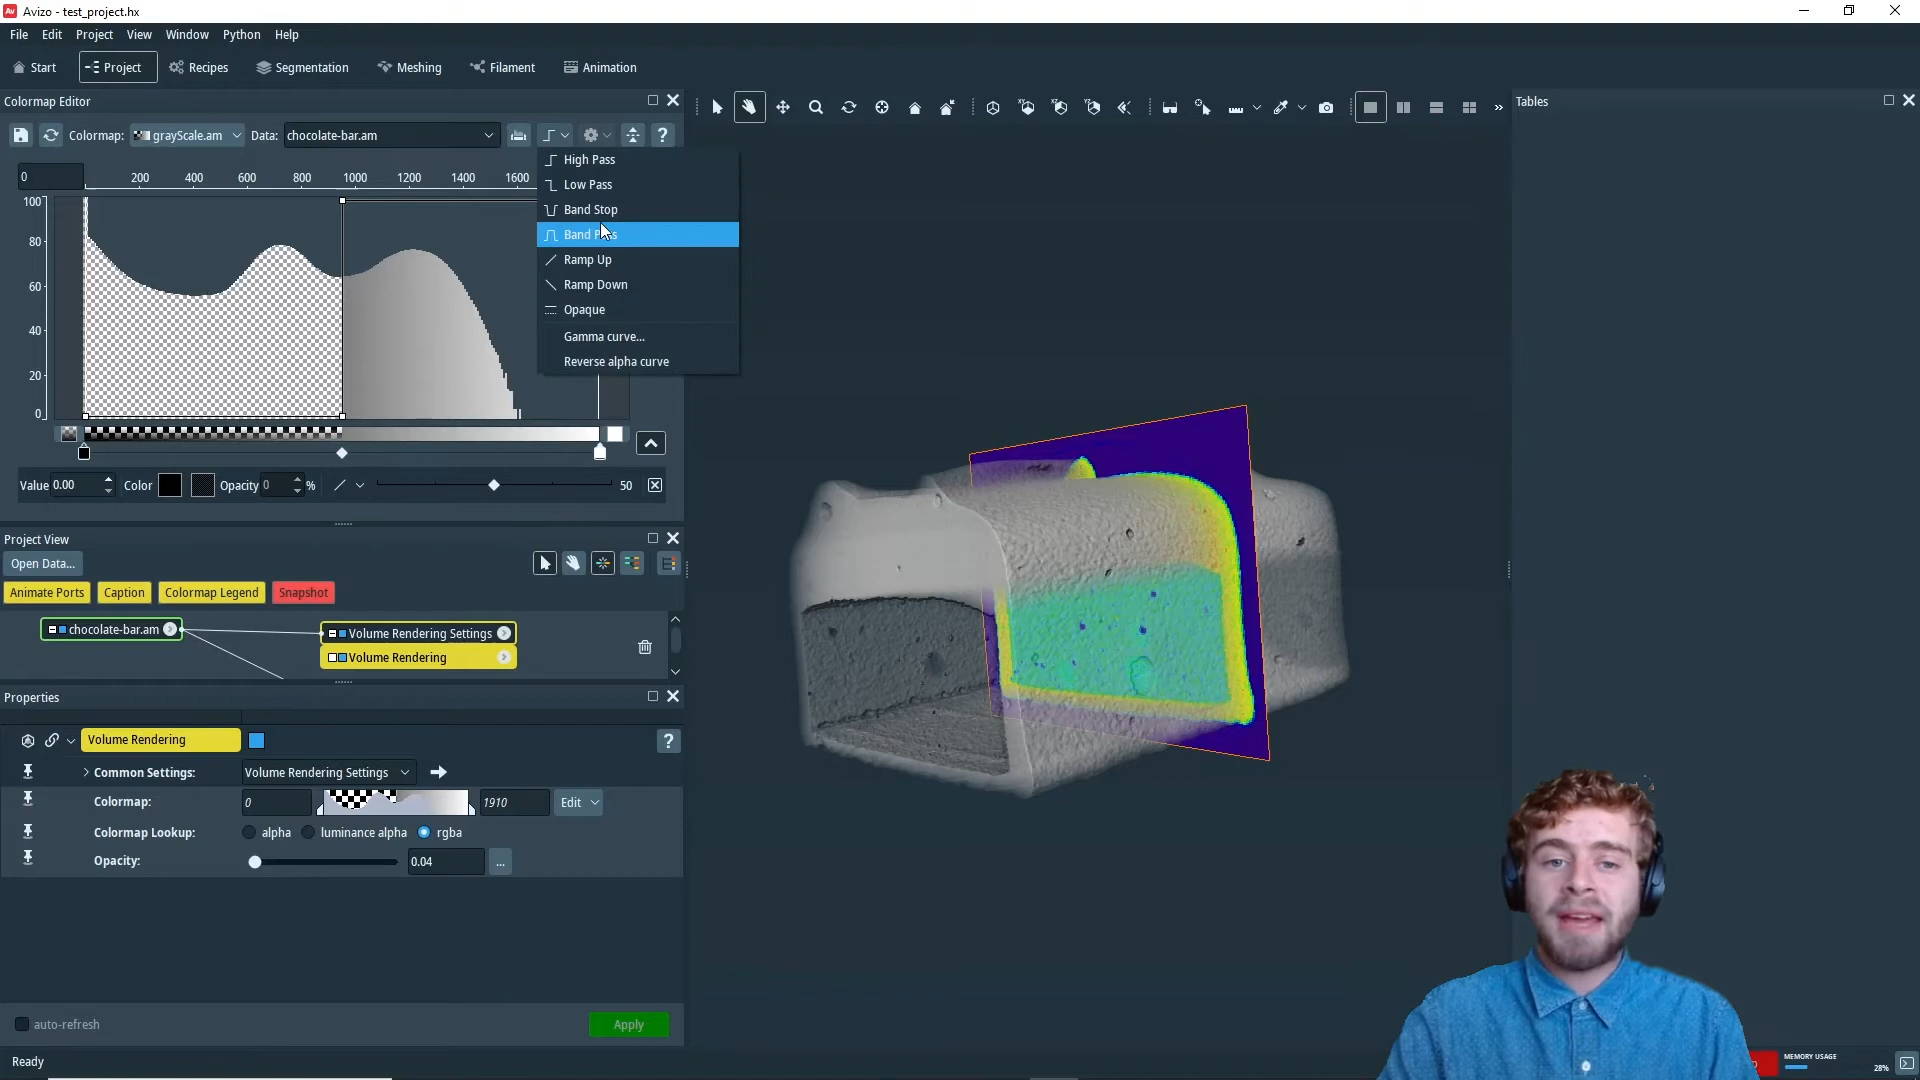 Av Avizo - test_project.hx
File Edit Project View Window Python Help
Start Project Recipes Segmentation Meshing Filament Animation
Colormap Editor
Tables
Colormap: grayScale.am Data: chocolate-bar.am ?
0
200 400 600 800 1000 1200 1400 1600
100
80
60
40
20
0
High Pass
Low Pass
Band Stop
Band Pass
Ramp Up
Ramp Down
Opaque
Gamma curve...
Reverse alpha curve
Value 0.00 Color Opacity 0 % 50
Project View
Open Data...
Animate Ports Caption Colormap Legend Snapshot
chocolate-bar.am
Volume Rendering Settings
Volume Rendering
Properties
Volume Rendering ?
Common Settings: Volume Rendering Settings
Colormap: 0 1910 Edit
Colormap Lookup: alpha luminance alpha rgba
Opacity: 0.04 ...
auto-refresh Apply
Ready
MEMORY USAGE
28%